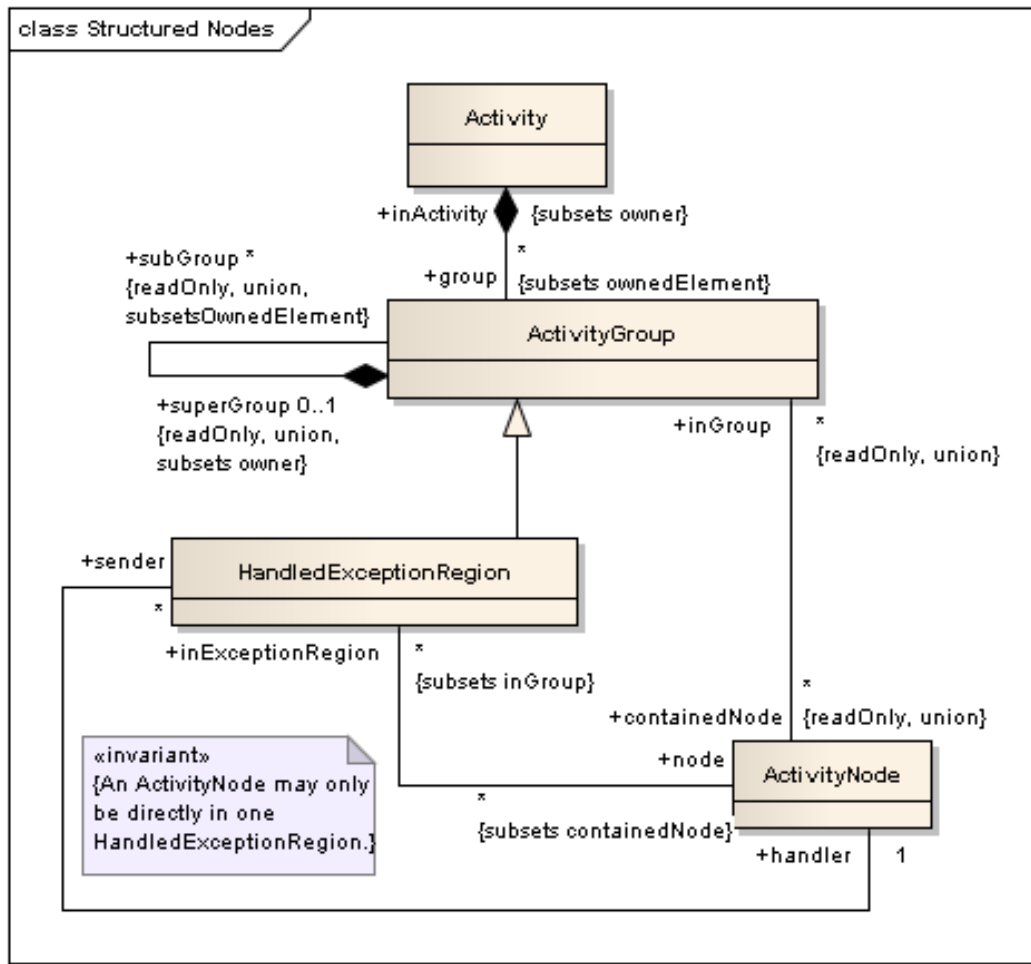 class Structured Nodes
Activity
+inActivity {subsets owner}
*
+group {subsets ownedElement}
+subGroup *
{readOnly, union,
subsetsOwnedElement}
ActivityGroup
+superGroup 0..1
{readOnly, union,
subsets owner}
+inGroup *
{readOnly, union}
+sender
*
HandledExceptionRegion
+inExceptionRegion *
{subsets inGroup}
*
+containedNode {readOnly, union}
+node
ActivityNode
*
{subsets containedNode}
+handler 1
«invariant»
{An ActivityNode may only
be directly in one
HandledExceptionRegion.}